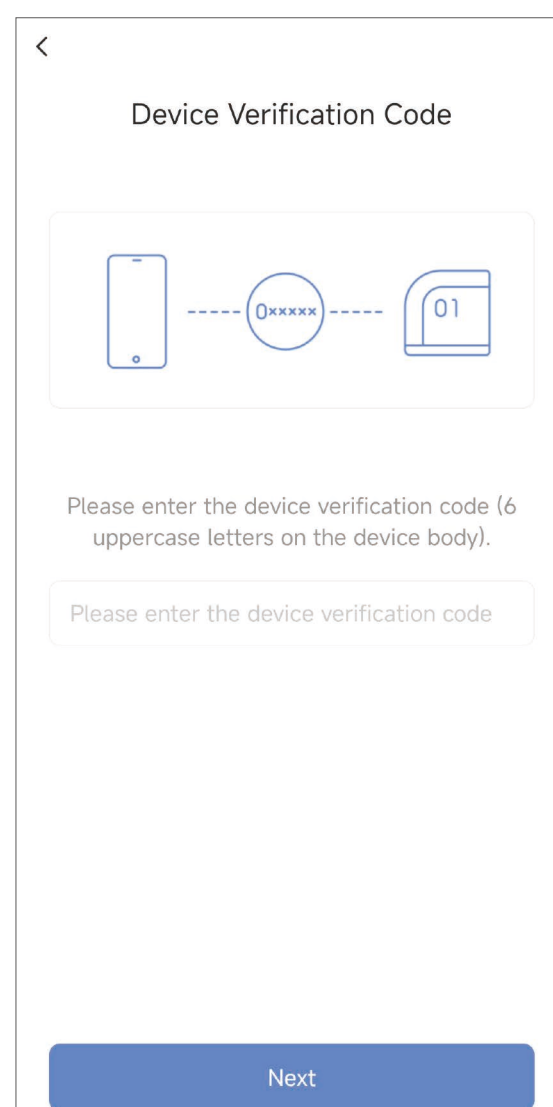 Device Verification Code
0xxxxx
01
Please enter the device verification code (6
uppercase letters on the device body).
Please enter the device verification code
Next